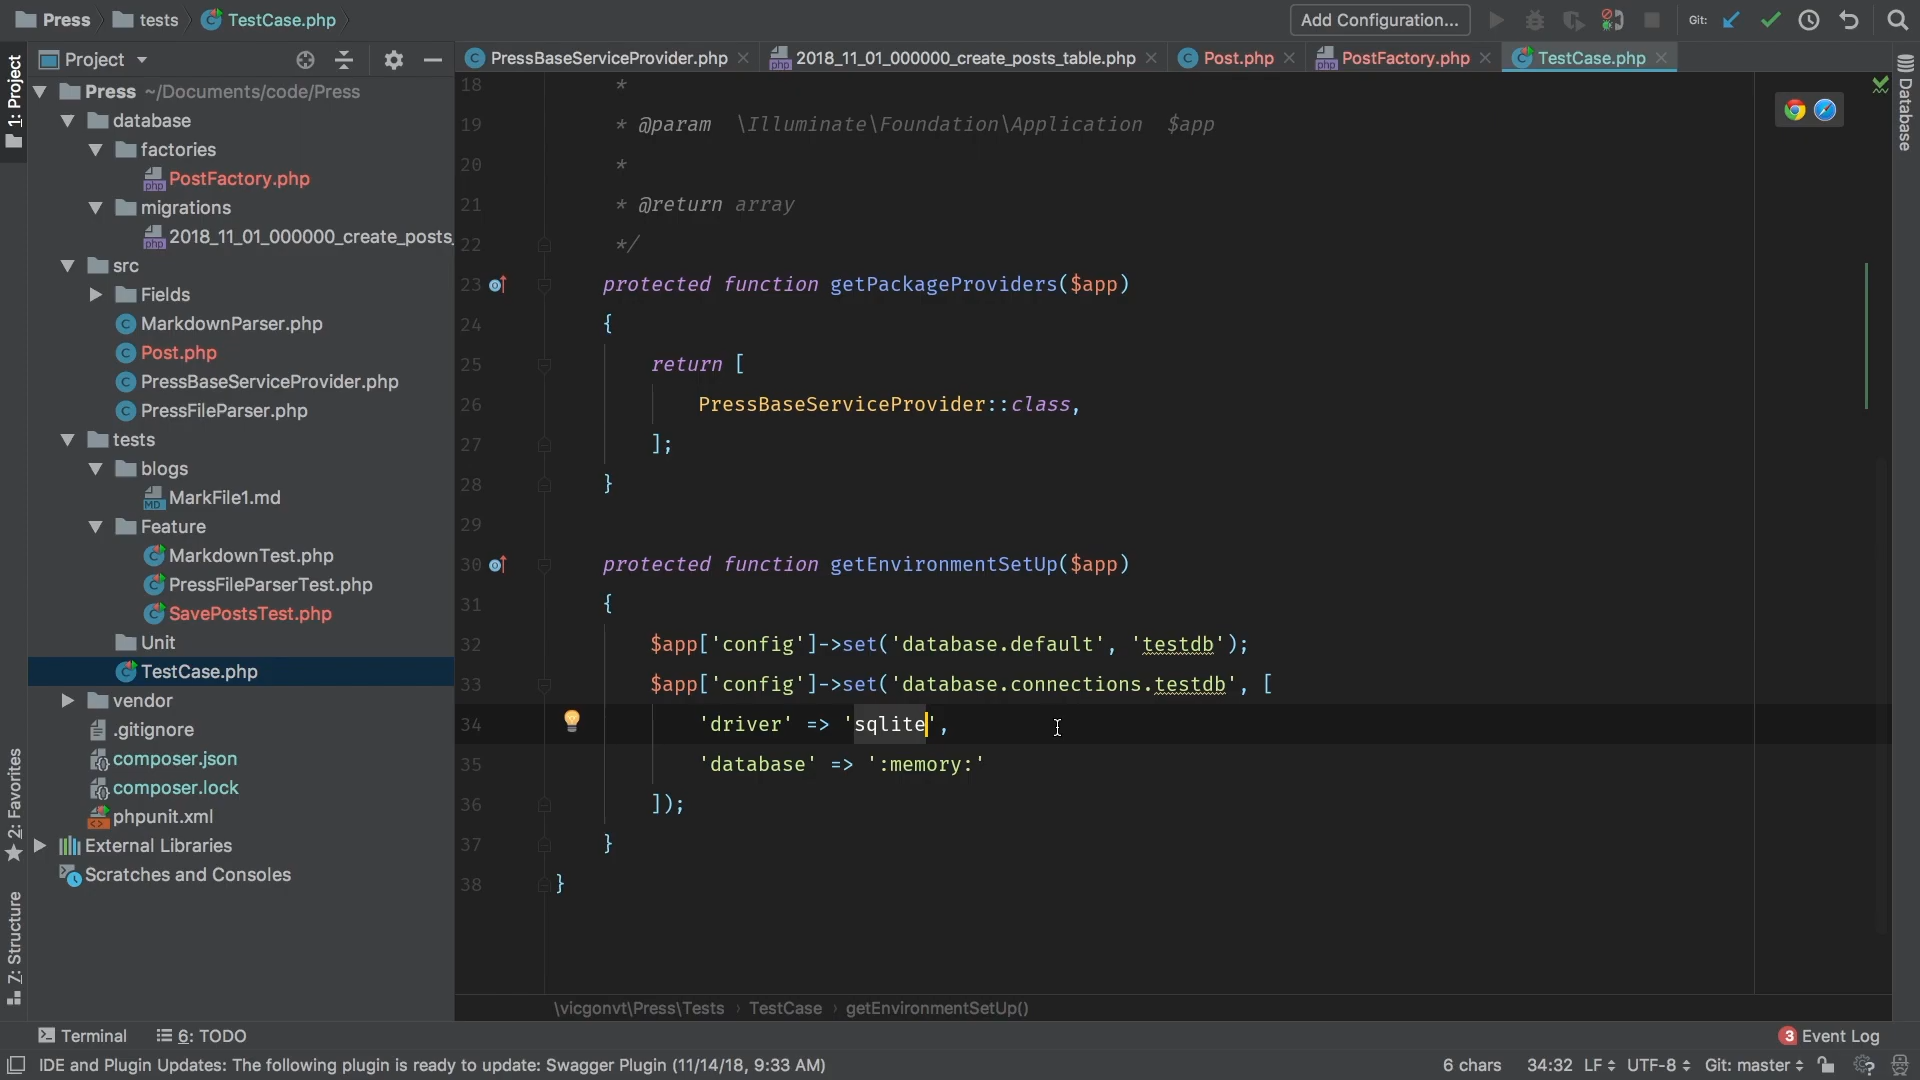 Press tests TestCase.php Add Configuration... Git:
1: Project
Project
PressBaseServiceProvider.php 2018_11_01_000000_create_posts_table.php Post.php PostFactory.php TestCase.php
Database
Press ~/Documents/code/Press
database
factories
PostFactory.php
migrations
2018_11_01_000000_create_posts_
src
Fields
MarkdownParser.php
Post.php
PressBaseServiceProvider.php
PressFileParser.php
tests
blogs
MarkFile1.md
Feature
MarkdownTest.php
PressFileParserTest.php
SavePostsTest.php
Unit
TestCase.php
vendor
.gitignore
composer.json
composer.lock
phpunit.xml
External Libraries
Scratches and Consoles
2: Favorites
Z: Structure
18 *
19 * @param \Illuminate\Foundation\Application $app
20 *
21 * @return array
22 */
23 protected function getPackageProviders($app)
24 {
25 return [
26 PressBaseServiceProvider::class,
27 ];
28 }
29
30 protected function getEnvironmentSetUp($app)
31 {
32 $app['config']->set('database.default', 'testdb');
33 $app['config']->set('database.connections.testdb', [
34 'driver' => 'sqlite',
35 'database' => ':memory:'
36 ]);
37 }
38 }
\vicgonvt\Press\Tests › TestCase › getEnvironmentSetUp()
Terminal 6: TODO 3 Event Log
IDE and Plugin Updates: The following plugin is ready to update: Swagger Plugin (11/14/18, 9:33 AM) 6 chars 34:32 LF UTF-8 Git: master